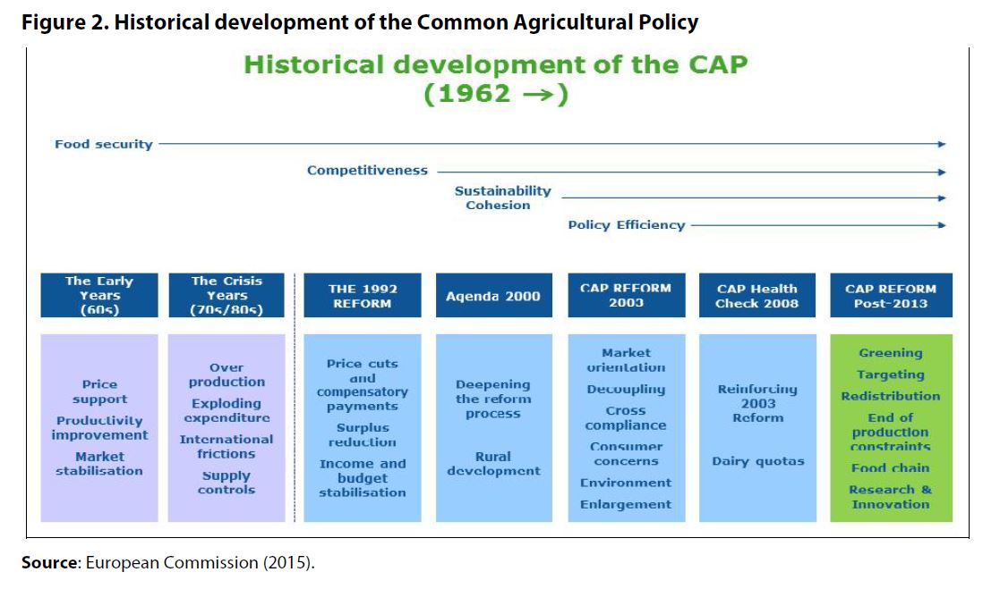 Figure 2. Historical development of the Common Agricultural Policy
Historical development of the CAP
(1962 →)
Food security
Competitiveness
Sustainability
Cohesion
Policy Efficiency
The Early
Years
(60s)
The Crisis
Years
(70s/80s)
THE 1992
REFORM
Agenda 2000
CAP REFORM
2003
CAP Health
Check 2008
CAP REFORM
Post-2013
Price
support
Productivity
improvement
Market
stabilisation
Over
production
Exploding
expenditure
International
frictions
Supply
controls
Price cuts
and
compensatory
payments
Surplus
reduction
Income and
budget
stabilisation
Deepening
the reform
process
Rural
development
Market
orientation
Decoupling
Cross
compliance
Consumer
concerns
Environment
Enlargement
Reinforcing
2003
Reform
Dairy quotas
Greening
Targeting
Redistribution
End of
production
constraints
Food chain
Research &
Innovation
Source: European Commission (2015).